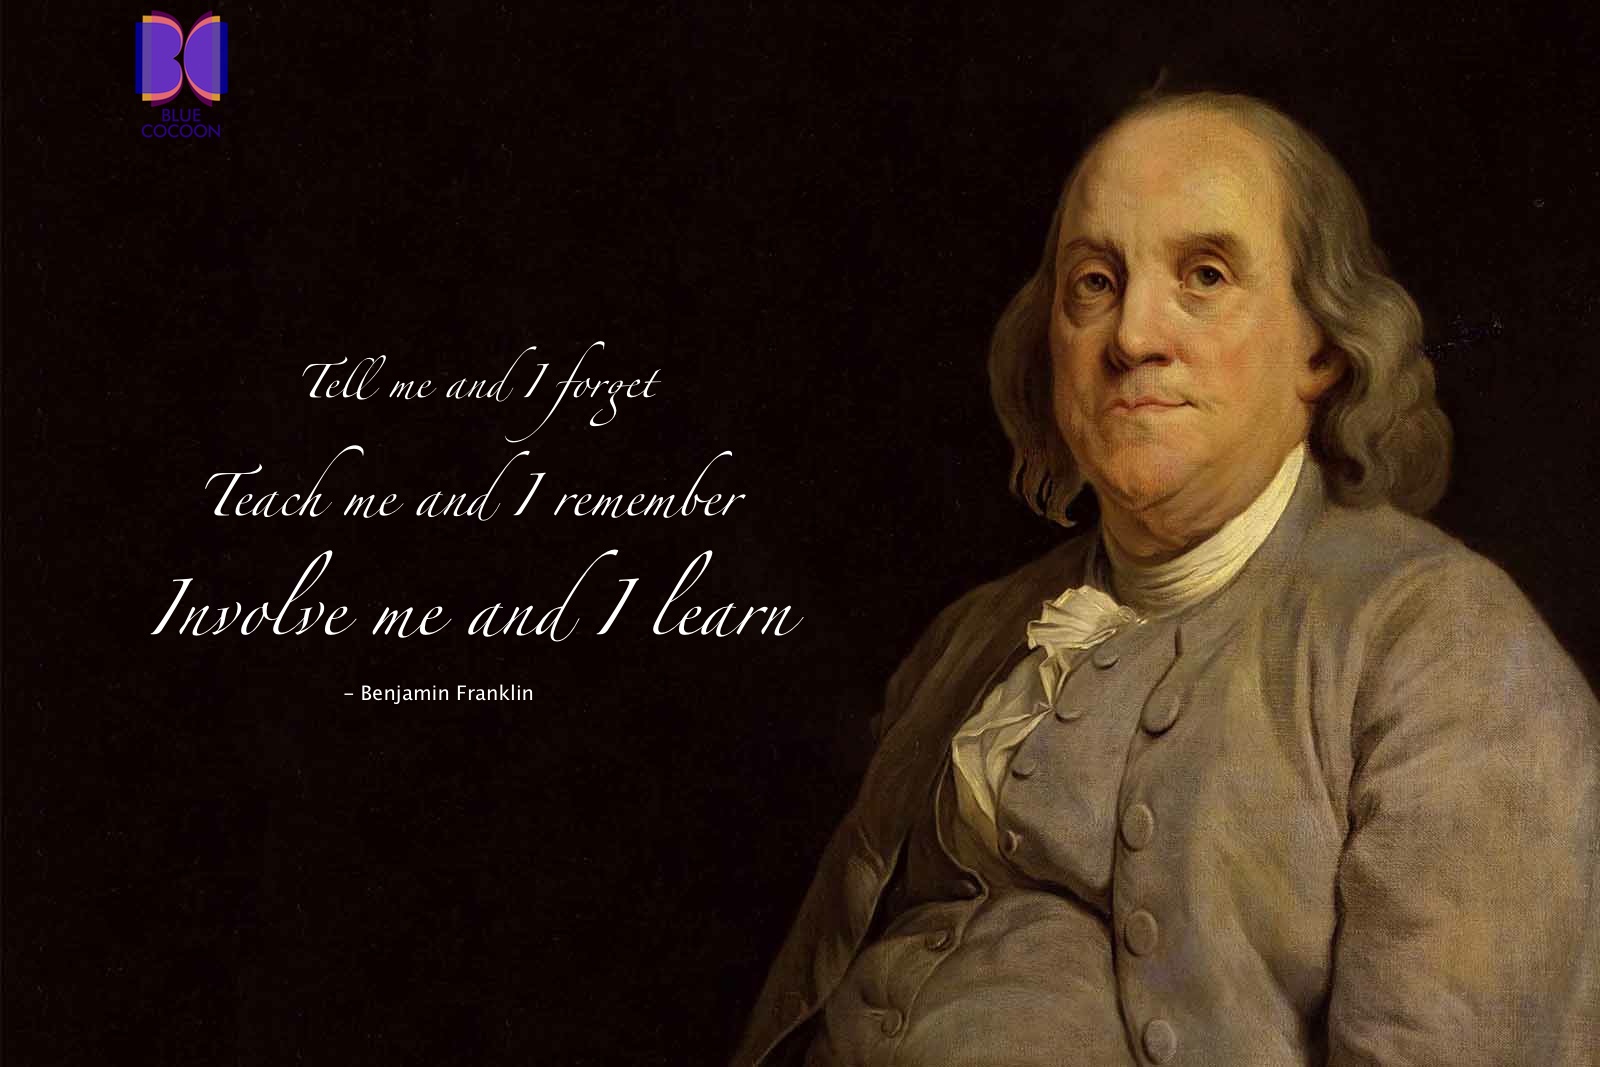 BLUE
COCOON
Tell me and I forget
Teach me and I remember
Involve me and I learn
– Benjamin Franklin